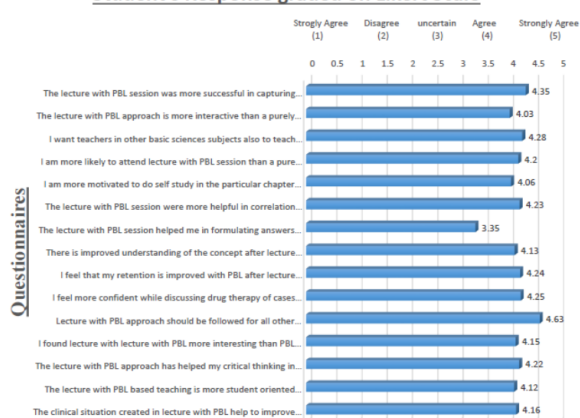 Strogly Agree Disagree uncertain Agree Strongly Agree
(1) (2) (3) (4) (5)
0 0.5 1 1.5 2 2.5 3 3.5 4 4.5 5
The lecture with PBL session was more successful in capturing... 4.35
The lecture with PBL approach is more interactive than a purely... 4.03
I want teachers in other basic sciences subjects also to teach... 4.28
I am more likely to attend lecture with PBL session than a pure... 4.2
I am more motivated to do self study in the particular chapter... 4.06
The lecture with PBL session were more helpful in correlation... 4.23
The lecture with PBL session helped me in formulating answers... 3.35
There is improved understanding of the concept after lecture... 4.13
I feel that my retention is improved with PBL after lecture... 4.24
I feel more confident while discussing drug therapy of cases... 4.25
Lecture with PBL approach should be followed for all other... 4.63
I found lecture with lecture with PBL more interesting than PBL... 4.15
The lecture with PBL approach has helped my critical thinking in... 4.22
The lecture with PBL based teaching is more student oriented... 4.12
The clinical situation created in lecture with PBL help to improve... 4.16
Questionnaires